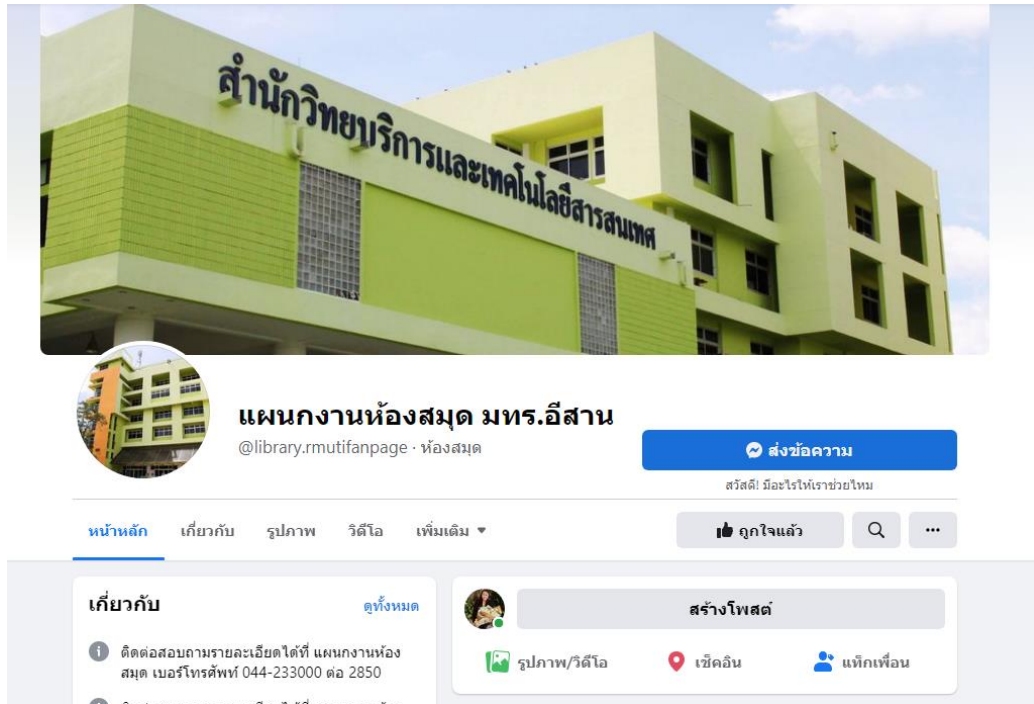 สำนักวิทยบริการและเทคโนโลยีสารสนเทศ
แผนกงานห้องสมุด มทร.อีสาน
@library.rmutifanpage · ห้องสมุด
ส่งข้อความ
สวัสดี! มีอะไรให้เราช่วยไหม
หน้าหลัก เกี่ยวกับ รูปภาพ วิดีโอ เพิ่มเติม
ถูกใจแล้ว
เกี่ยวกับ ดูทั้งหมด
ติดต่อสอบถามรายละเอียดได้ที่ แผนกงานห้อง
สมุด เบอร์โทรศัพท์ 044-233000 ต่อ 2850
สร้างโพสต์
รูปภาพ/วิดีโอ เช็คอิน แท็กเพื่อน